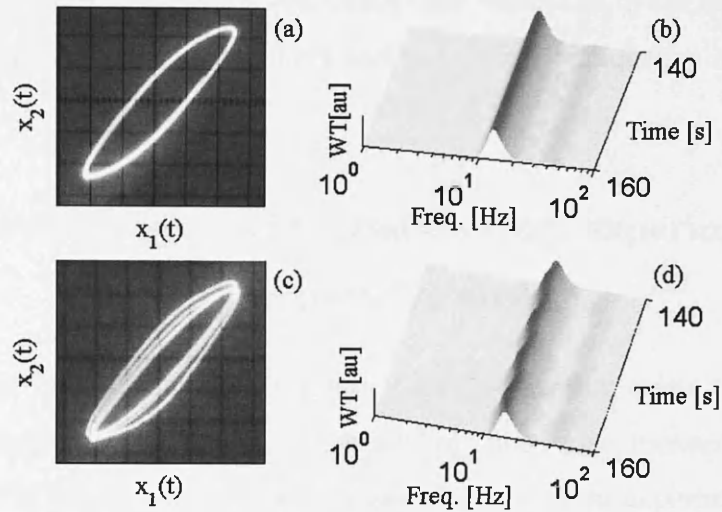 (a)
x2(t)
x1(t)
(b)
WT[au]
10^0
10^1
10^2
Freq. [Hz]
140
Time [s]
160
(c)
x2(t)
x1(t)
(d)
WT [au]
10^0
10^1
10^2
Freq. [Hz]
140
Time [s]
160